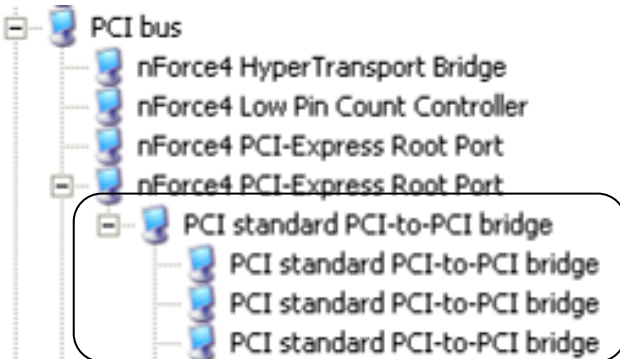 PCI bus
nForce4 HyperTransport Bridge
nForce4 Low Pin Count Controller
nForce4 PCI-Express Root Port
nForce4 PCI-Express Root Port
PCI standard PCI-to-PCI bridge
PCI standard PCI-to-PCI bridge
PCI standard PCI-to-PCI bridge
PCI standard PCI-to-PCI bridge